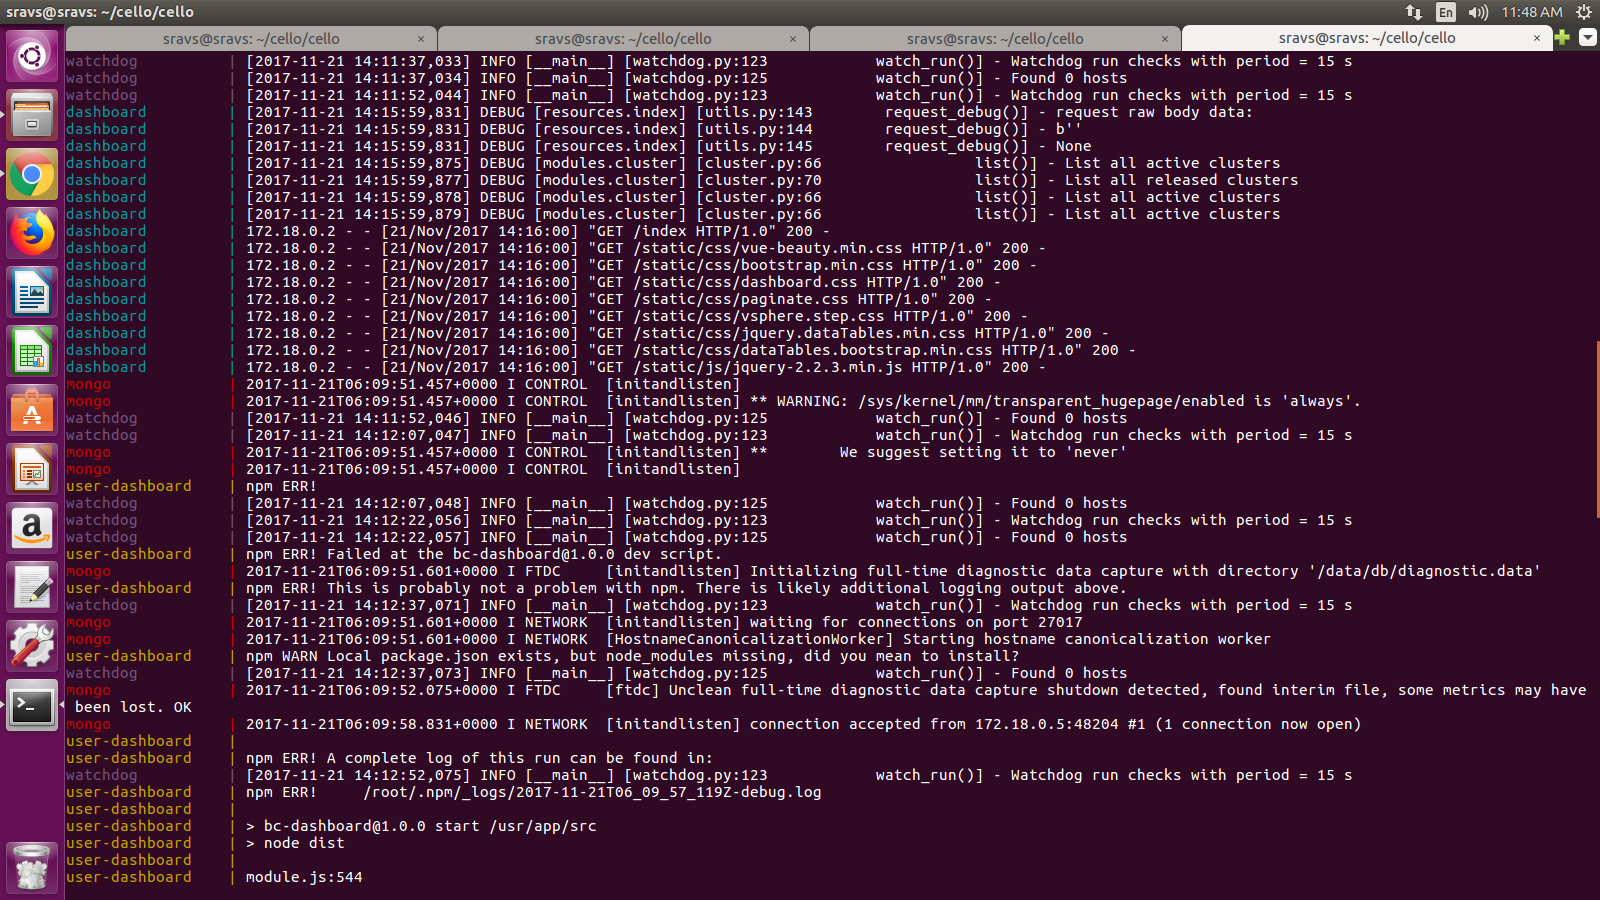 sravs@sravs: ~/cello/cello
En
11:48 AM
sravs@sravs: ~/cello/cello ×
sravs@sravs: ~/cello/cello ×
sravs@sravs: ~/cello/cello ×
sravs@sravs: ~/cello/cello ×
watchdog | [2017-11-21 14:11:37,033] INFO [__main__] [watchdog.py:123 watch_run()] - Watchdog run checks with period = 15 s
watchdog | [2017-11-21 14:11:37,034] INFO [__main__] [watchdog.py:125 watch_run()] - Found 0 hosts
watchdog | [2017-11-21 14:11:52,044] INFO [__main__] [watchdog.py:123 watch_run()] - Watchdog run checks with period = 15 s
dashboard | [2017-11-21 14:15:59,831] DEBUG [resources.index] [utils.py:143 request_debug()] - request raw body data:
dashboard | [2017-11-21 14:15:59,831] DEBUG [resources.index] [utils.py:144 request_debug()] - b''
dashboard | [2017-11-21 14:15:59,831] DEBUG [resources.index] [utils.py:145 request_debug()] - None
dashboard | [2017-11-21 14:15:59,875] DEBUG [modules.cluster] [cluster.py:66 list()] - List all active clusters
dashboard | [2017-11-21 14:15:59,877] DEBUG [modules.cluster] [cluster.py:70 list()] - List all released clusters
dashboard | [2017-11-21 14:15:59,878] DEBUG [modules.cluster] [cluster.py:66 list()] - List all active clusters
dashboard | [2017-11-21 14:15:59,879] DEBUG [modules.cluster] [cluster.py:66 list()] - List all active clusters
dashboard | 172.18.0.2 - - [21/Nov/2017 14:16:00] "GET /index HTTP/1.0" 200 -
dashboard | 172.18.0.2 - - [21/Nov/2017 14:16:00] "GET /static/css/vue-beauty.min.css HTTP/1.0" 200 -
dashboard | 172.18.0.2 - - [21/Nov/2017 14:16:00] "GET /static/css/bootstrap.min.css HTTP/1.0" 200 -
dashboard | 172.18.0.2 - - [21/Nov/2017 14:16:00] "GET /static/css/dashboard.css HTTP/1.0" 200 -
dashboard | 172.18.0.2 - - [21/Nov/2017 14:16:00] "GET /static/css/paginate.css HTTP/1.0" 200 -
dashboard | 172.18.0.2 - - [21/Nov/2017 14:16:00] "GET /static/css/vsphere.step.css HTTP/1.0" 200 -
dashboard | 172.18.0.2 - - [21/Nov/2017 14:16:00] "GET /static/css/jquery.dataTables.min.css HTTP/1.0" 200 -
dashboard | 172.18.0.2 - - [21/Nov/2017 14:16:00] "GET /static/css/dataTables.bootstrap.min.css HTTP/1.0" 200 -
dashboard | 172.18.0.2 - - [21/Nov/2017 14:16:00] "GET /static/js/jquery-2.2.3.min.js HTTP/1.0" 200 -
mongo | 2017-11-21T06:09:51.457+0000 I CONTROL [initandlisten]
mongo | 2017-11-21T06:09:51.457+0000 I CONTROL [initandlisten] ** WARNING: /sys/kernel/mm/transparent_hugepage/enabled is 'always'.
watchdog | [2017-11-21 14:11:52,046] INFO [__main__] [watchdog.py:125 watch_run()] - Found 0 hosts
watchdog | [2017-11-21 14:12:07,047] INFO [__main__] [watchdog.py:123 watch_run()] - Watchdog run checks with period = 15 s
mongo | 2017-11-21T06:09:51.457+0000 I CONTROL [initandlisten] ** We suggest setting it to 'never'
mongo | 2017-11-21T06:09:51.457+0000 I CONTROL [initandlisten]
user-dashboard | npm ERR!
watchdog | [2017-11-21 14:12:07,048] INFO [__main__] [watchdog.py:125 watch_run()] - Found 0 hosts
watchdog | [2017-11-21 14:12:22,056] INFO [__main__] [watchdog.py:123 watch_run()] - Watchdog run checks with period = 15 s
watchdog | [2017-11-21 14:12:22,057] INFO [__main__] [watchdog.py:125 watch_run()] - Found 0 hosts
user-dashboard | npm ERR! Failed at the bc-dashboard@1.0.0 dev script.
mongo | 2017-11-21T06:09:51.601+0000 I FTDC [initandlisten] Initializing full-time diagnostic data capture with directory '/data/db/diagnostic.data'
user-dashboard | npm ERR! This is probably not a problem with npm. There is likely additional logging output above.
watchdog | [2017-11-21 14:12:37,071] INFO [__main__] [watchdog.py:123 watch_run()] - Watchdog run checks with period = 15 s
mongo | 2017-11-21T06:09:51.601+0000 I NETWORK [initandlisten] waiting for connections on port 27017
mongo | 2017-11-21T06:09:51.601+0000 I NETWORK [HostnameCanonicalizationWorker] Starting hostname canonicalization worker
user-dashboard | npm WARN Local package.json exists, but node_modules missing, did you mean to install?
watchdog | [2017-11-21 14:12:37,073] INFO [__main__] [watchdog.py:125 watch_run()] - Found 0 hosts
mongo | 2017-11-21T06:09:52.075+0000 I FTDC [ftdc] Unclean full-time diagnostic data capture shutdown detected, found interim file, some metrics may have
been lost. OK
mongo | 2017-11-21T06:09:58.831+0000 I NETWORK [initandlisten] connection accepted from 172.18.0.5:48204 #1 (1 connection now open)
user-dashboard |
user-dashboard | npm ERR! A complete log of this run can be found in:
watchdog | [2017-11-21 14:12:52,075] INFO [__main__] [watchdog.py:123 watch_run()] - Watchdog run checks with period = 15 s
user-dashboard | npm ERR! /root/.npm/_logs/2017-11-21T06_09_57_119Z-debug.log
user-dashboard |
user-dashboard | > bc-dashboard@1.0.0 start /usr/app/src
user-dashboard | > node dist
user-dashboard |
user-dashboard | module.js:544